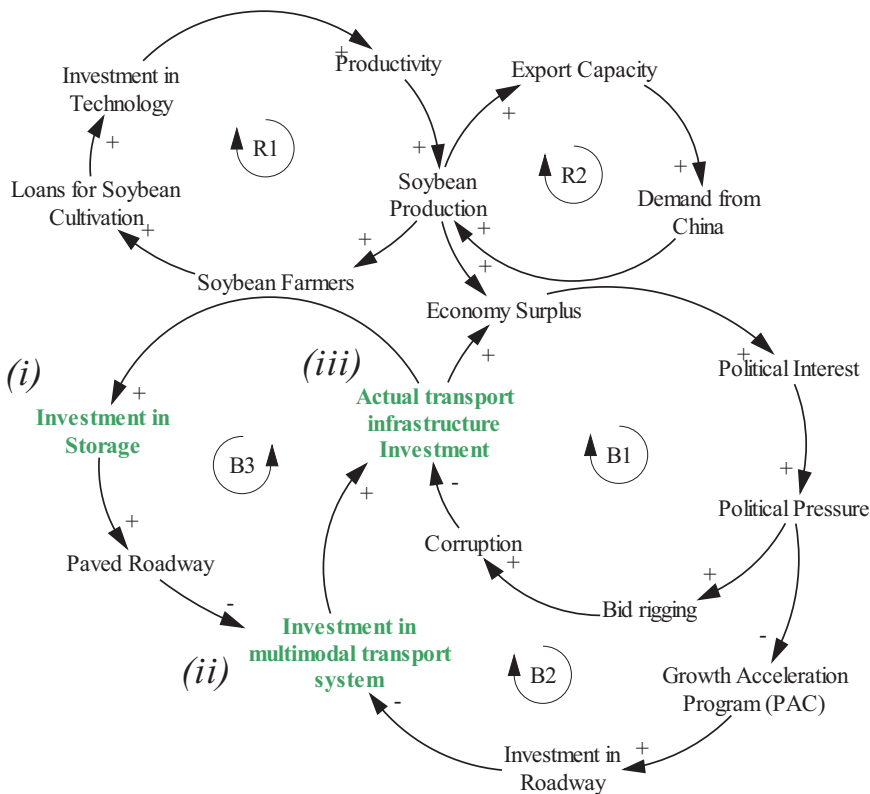 Investment in
Technology
+
Productivity
+
R1
+
Loans for Soybean
Cultivation
+
Soybean Farmers
+
Soybean
Production
Export Capacity
+
R2
+
Demand from
China
+
+
Economy Surplus
+
(i)
+
Investment in
Storage
B3
+
Paved Roadway
-
(iii)
Actual transport
infrastructure
Investment
+
-
B1
+
Political Interest
+
Political Pressure
Corruption
+
+
Bid rigging
-
Growth Acceleration
Program (PAC)
(ii)
Investment in
multimodal transport
system
-
B2
+
Investment in
Roadway